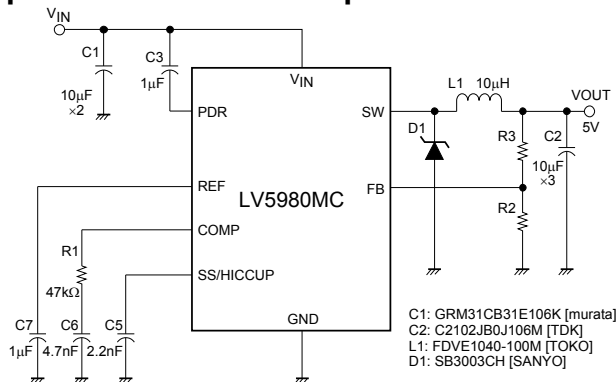 VIN
C1
10μF
×2
C3
1μF
VIN
PDR
REF
COMP
SS/HICCUP
LV5980MC
GND
SW
FB
L1 10μH
D1
R3
R2
C2
10μF
×3
VOUT
5V
R1
47kΩ
C7
1μF
C6
4.7nF
C5
2.2nF
C1: GRM31CB31E106K [murata]
C2: C2102JB0J106M [TDK]
L1: FDVE1040-100M [TOKO]
D1: SB3003CH [SANYO]